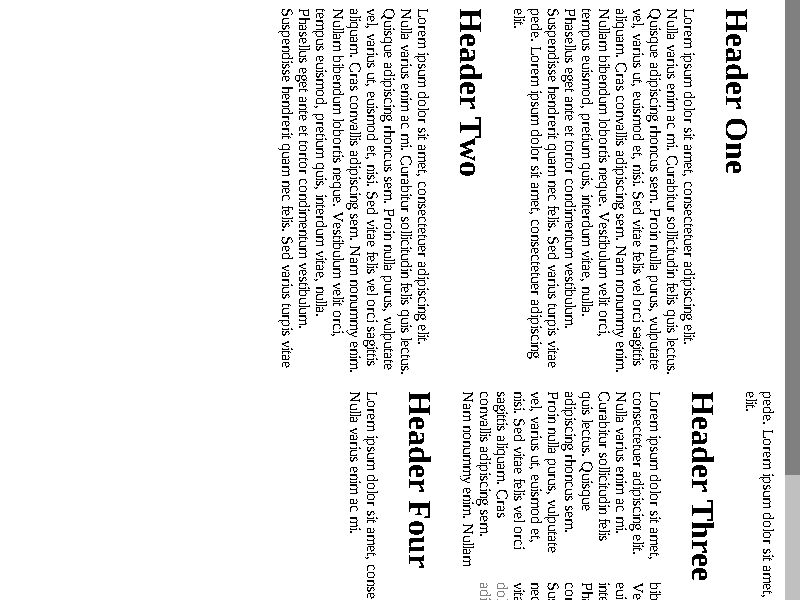 Header One
Lorem ipsum dolor sit amet, consectetuer adipiscing elit.
Nulla varius enim ac mi. Curabitur sollicitudin felis quis lectus.
Quisque adipiscing rhoncus sem. Proin nulla purus, vulputate
vel, varius ut, euismod et, nisi. Sed vitae felis vel orci sagittis
aliquam. Cras convallis adipiscing sem. Nam nonummy enim.
Nullam bibendum lobortis neque. Vestibulum velit orci,
tempus euismod, pretium quis, interdum vitae, nulla.
Phasellus eget ante et tortor condimentum vestibulum.
Suspendisse hendrerit quam nec felis. Sed varius turpis vitae
pede. Lorem ipsum dolor sit amet, consectetuer adipiscing
elit.
Header Two
Lorem ipsum dolor sit amet, consectetuer adipiscing elit.
Nulla varius enim ac mi. Curabitur sollicitudin felis quis lectus.
Quisque adipiscing rhoncus sem. Proin nulla purus, vulputate
vel, varius ut, euismod et, nisi. Sed vitae felis vel orci sagittis
aliquam. Cras convallis adipiscing sem. Nam nonummy enim.
Nullam bibendum lobortis neque. Vestibulum velit orci,
tempus euismod, pretium quis, interdum vitae, nulla.
Phasellus eget ante et tortor condimentum vestibulum.
Suspendisse hendrerit quam nec felis. Sed varius turpis vitae
pede. Lorem ipsum dolor sit amet,
elit.
Header Three
Lorem ipsum dolor sit amet,
consectetuer adipiscing elit.
Nulla varius enim ac mi.
Curabitur sollicitudin felis
quis lectus. Quisque
adipiscing rhoncus sem.
Proin nulla purus, vulputate
vel, varius ut, euismod et,
nisi. Sed vitae felis vel orci
sagittis aliquam. Cras
convallis adipiscing sem.
Nam nonummy enim. Nullam
bib
Ve
eui
inte
Pha
con
Sus
nec
vita
dol
adi
Header Four
Lorem ipsum dolor sit amet, conse
Nulla varius enim ac mi.